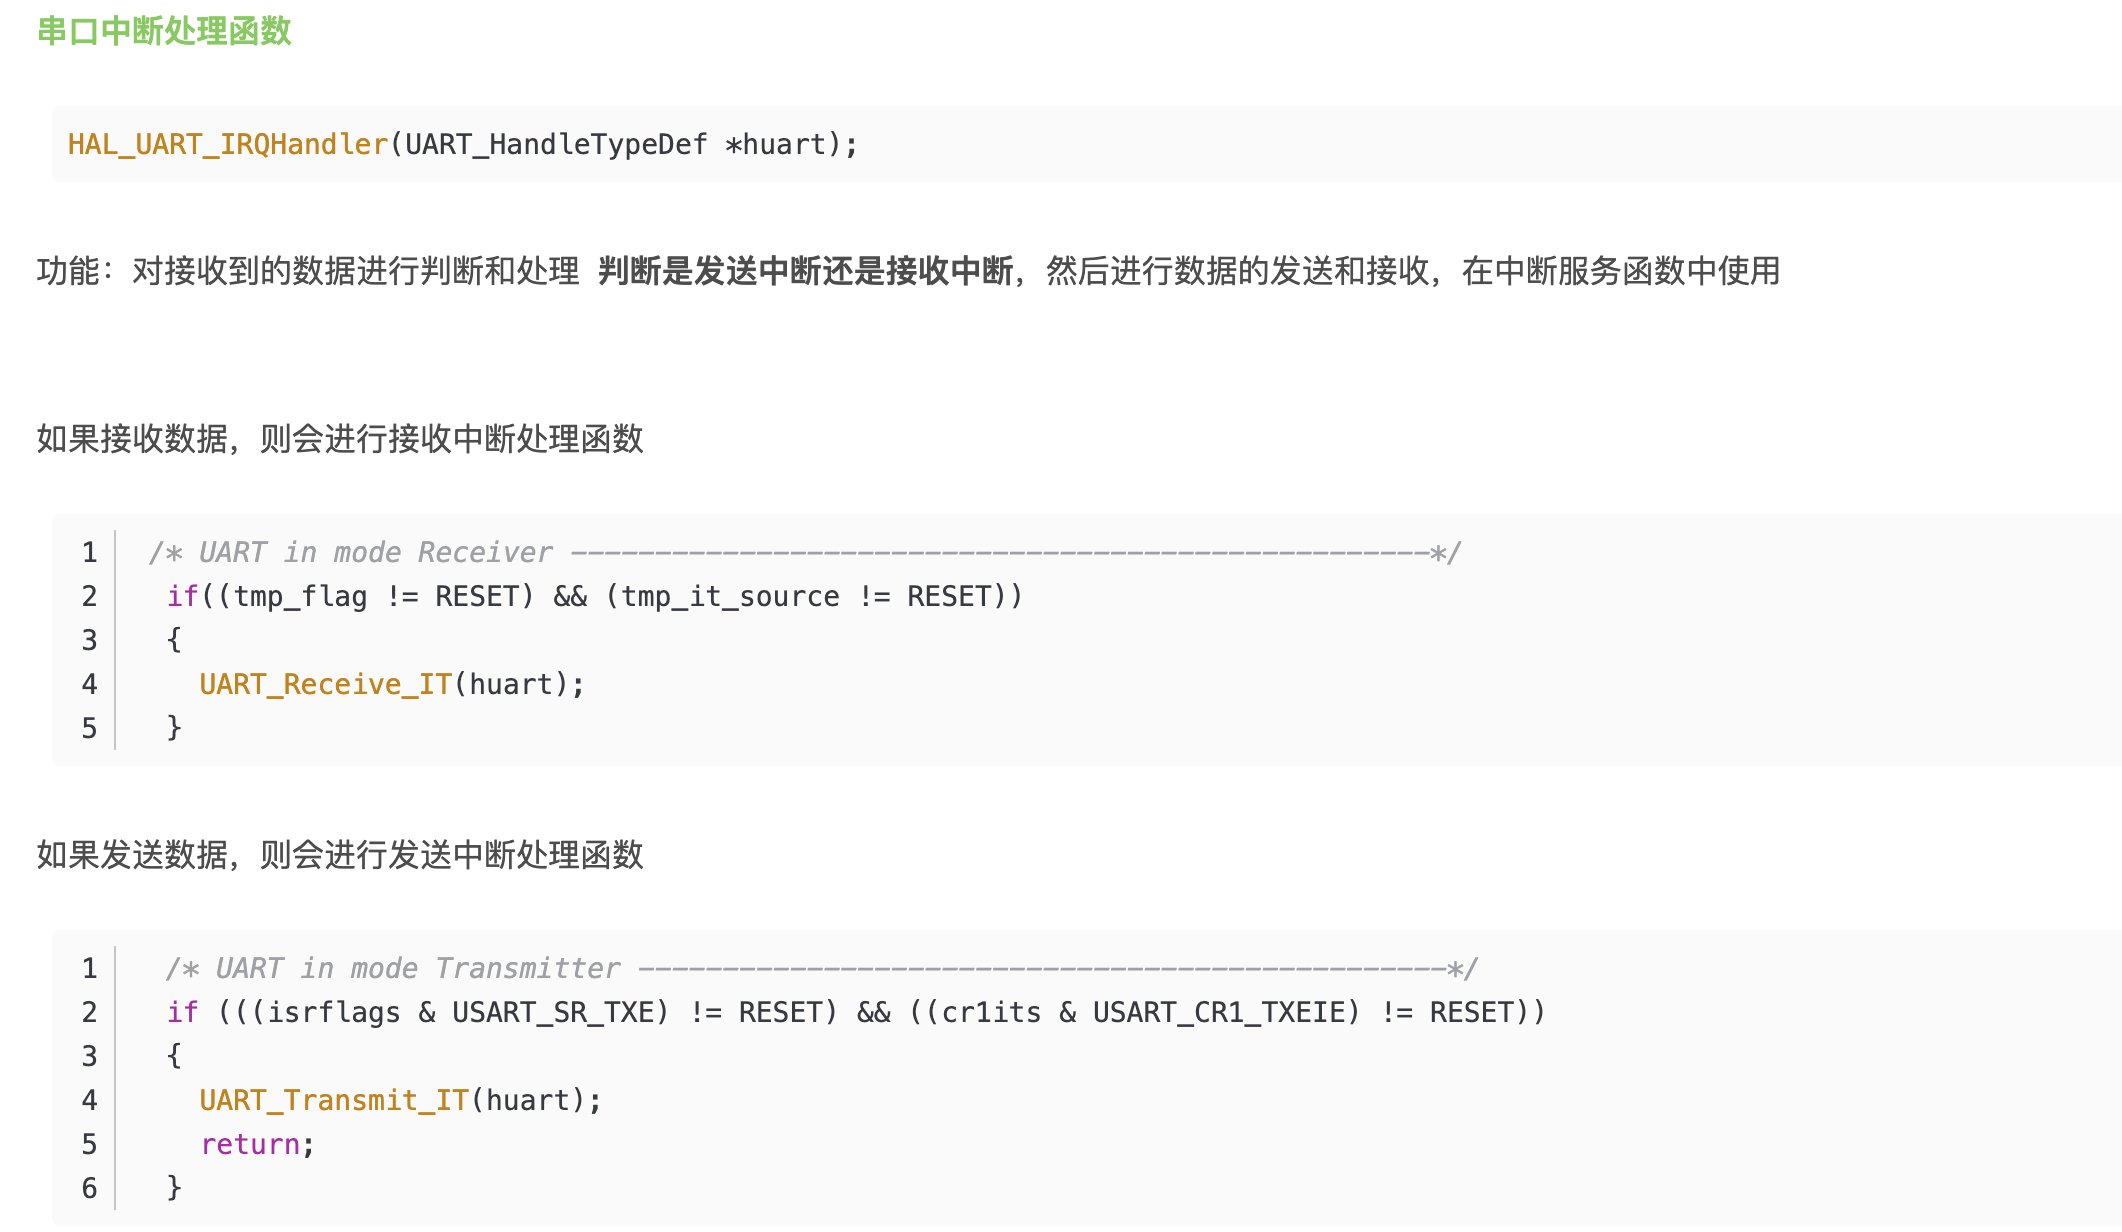 串口中断处理函数
HAL_UART_IRQHandler(UART_HandleTypeDef *huart);
功能：对接收到的数据进行判断和处理 判断是发送中断还是接收中断，然后进行数据的发送和接收，在中断服务函数中使用
如果接收数据，则会进行接收中断处理函数
1 /* UART in mode Receiver ---------------------------------------------------*/
2 if((tmp_flag != RESET) && (tmp_it_source != RESET))
3 {
4 UART_Receive_IT(huart);
5 }
如果发送数据，则会进行发送中断处理函数
1 /* UART in mode Transmitter ------------------------------------------------*/
2 if (((isrflags & USART_SR_TXE) != RESET) && ((cr1its & USART_CR1_TXEIE) != RESET))
3 {
4 UART_Transmit_IT(huart);
5 return;
6 }